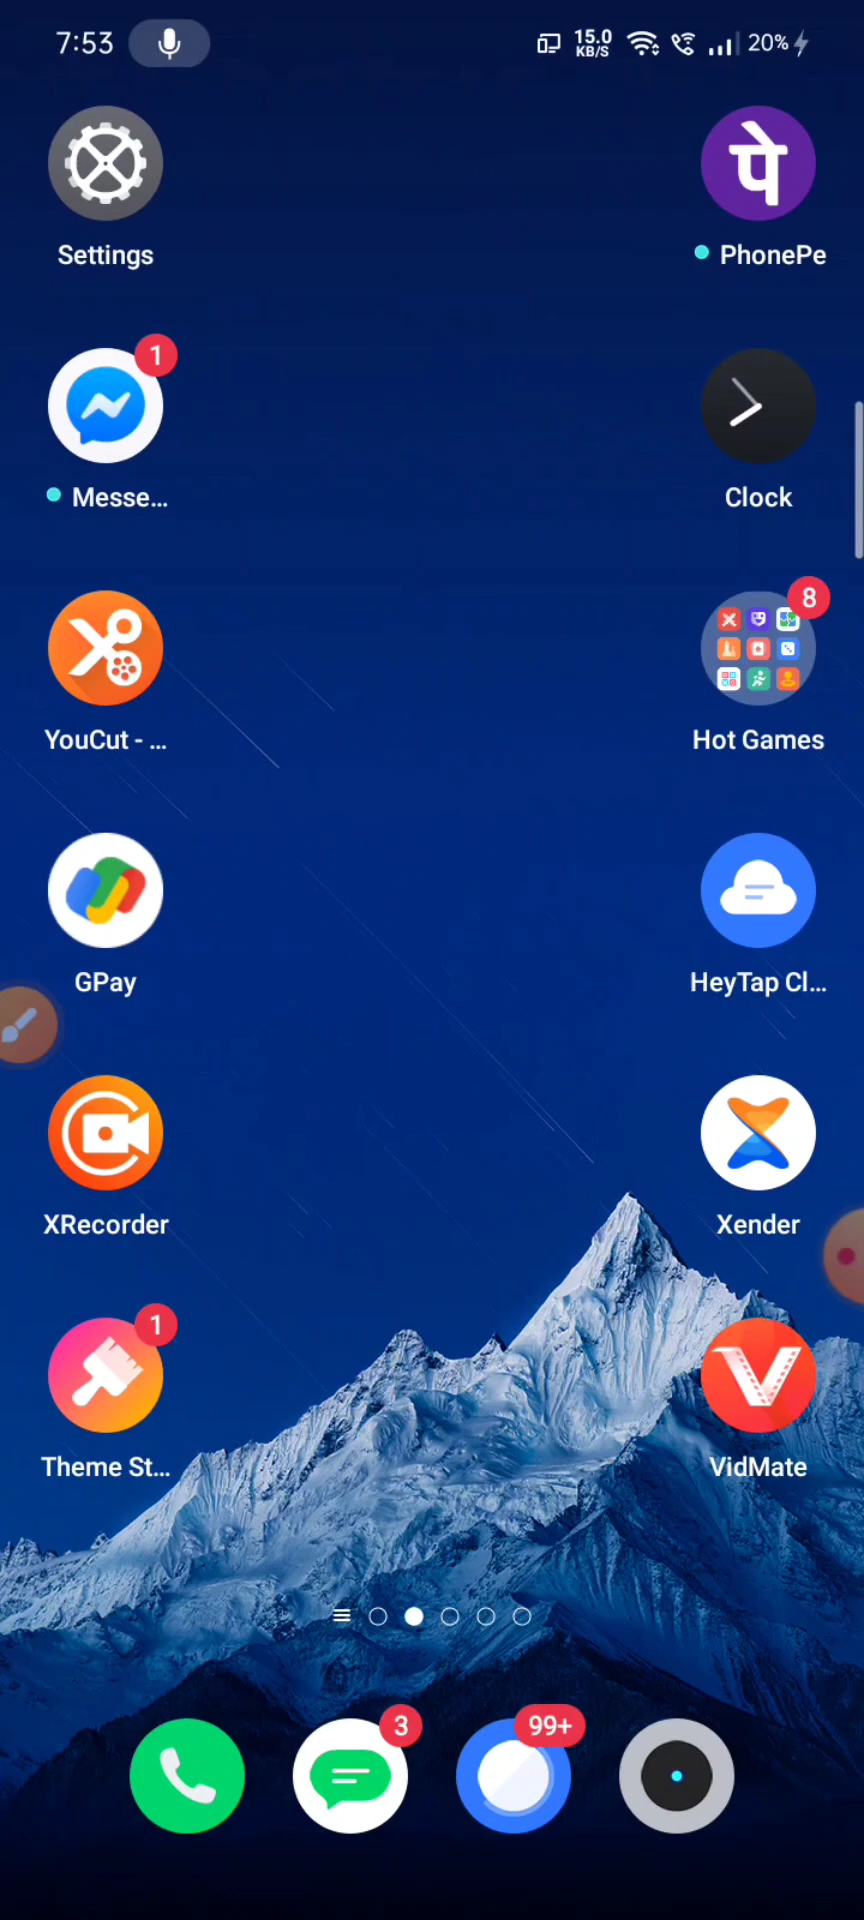 7:53 15.0 KB/S 20%
पे
Settings PhonePe
1
Messe... Clock
8
YouCut - ... Hot Games
GPay HeyTap Cl...
XRecorder Xender
1
Theme St... VidMate
3 99+